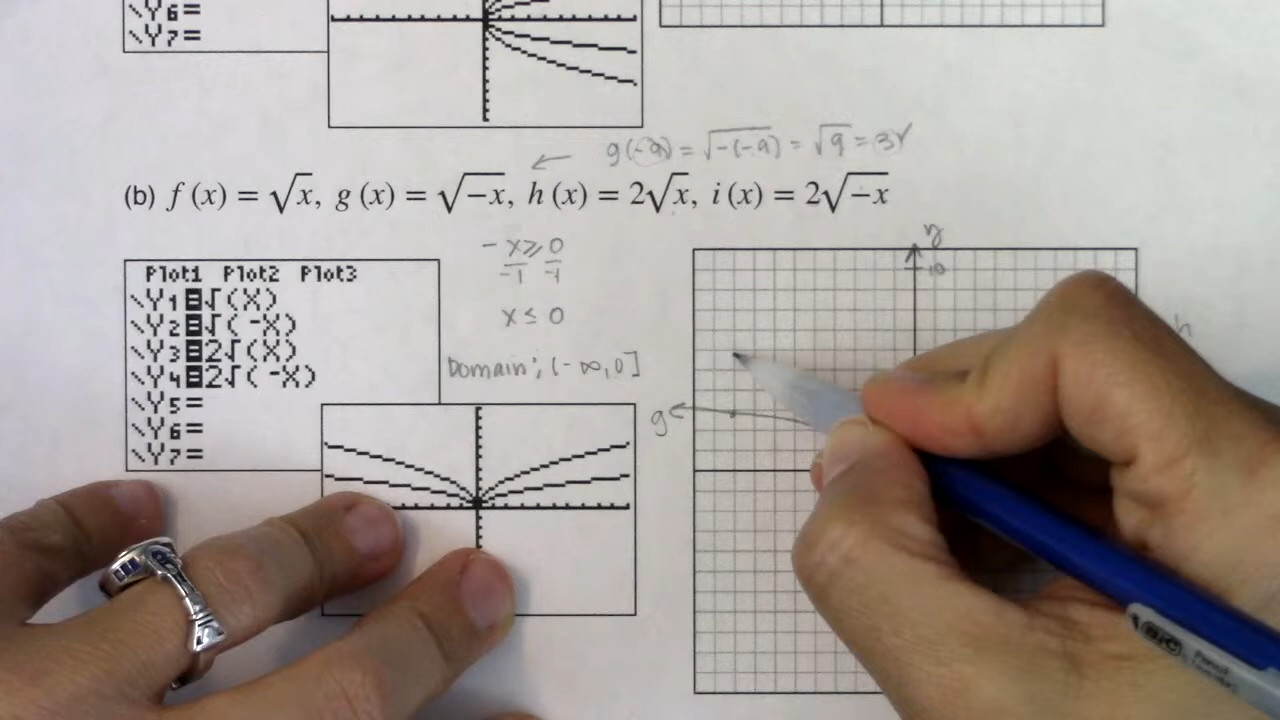 \Y6=
\Y7=
g(-9) = √-(-9) = √9 = 3✓
(b) f(x) = √x, g(x) = √-x, h(x) = 2√x, i(x) = 2√-x
-x ≥ 0
-1 -1
x ≤ 0
Domain: (-∞, 0]
Plot1 Plot2 Plot3
\Y1=√(X)
\Y2=√(-X)
\Y3=2√(X)
\Y4=2√(-X)
\Y5=
\Y6=
\Y7=
y
10
h
g
BIC